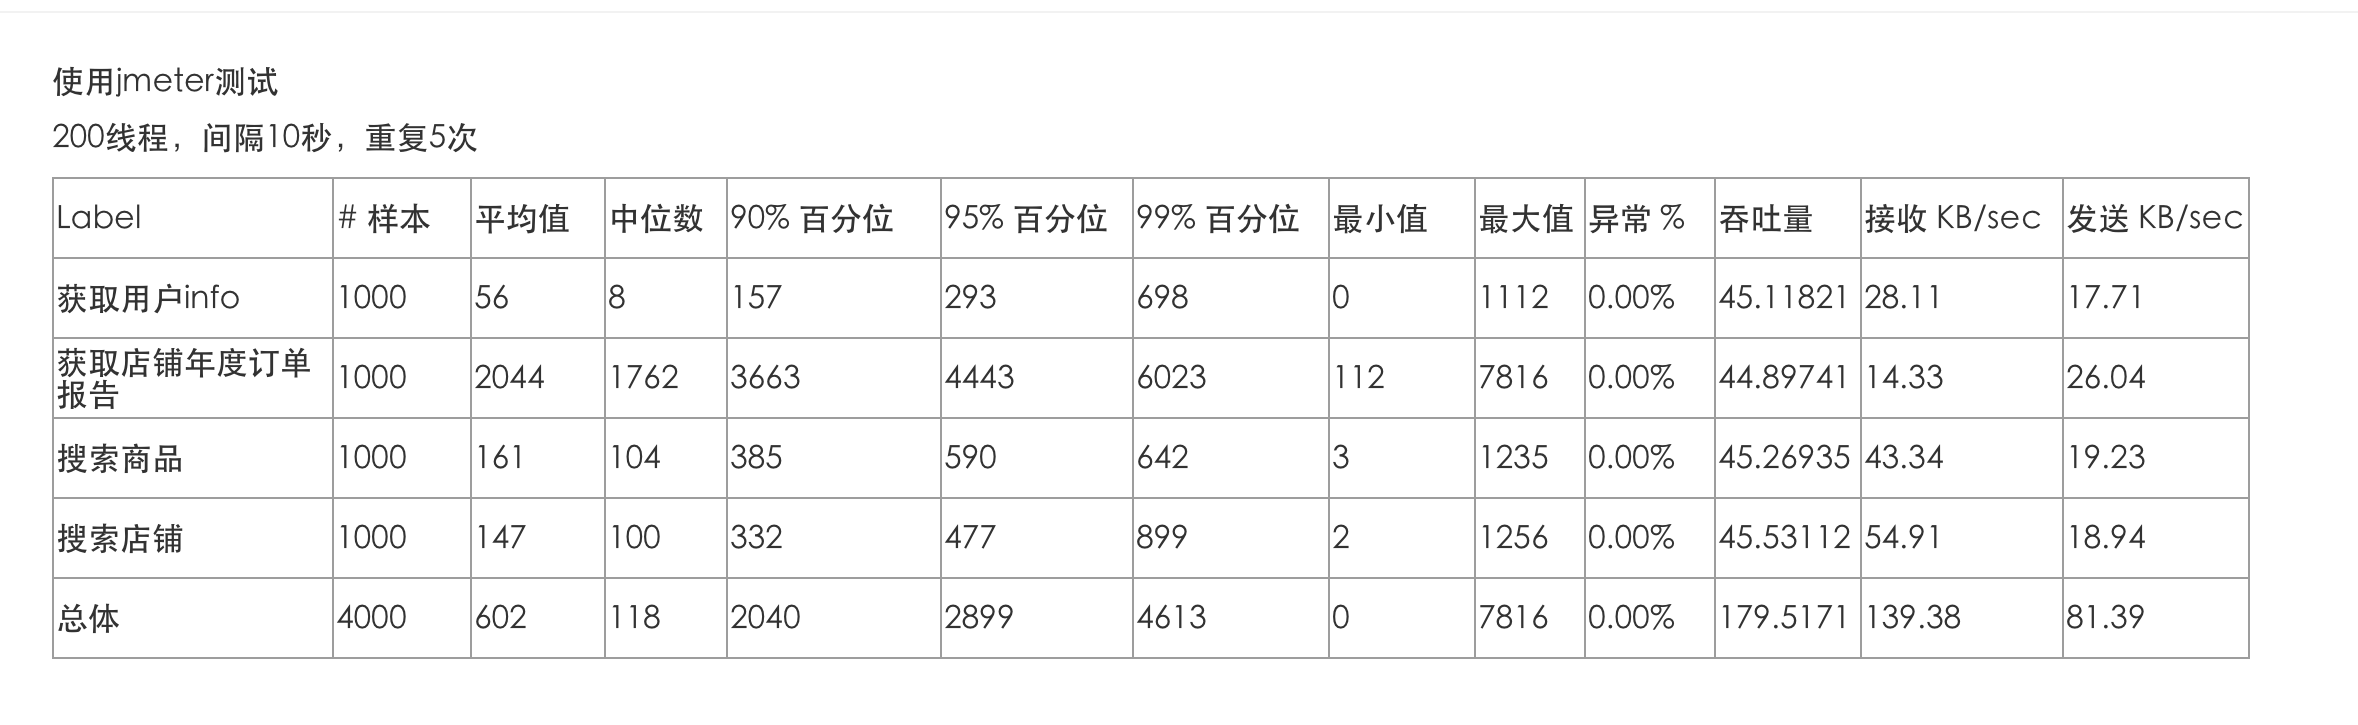 使用jmeter测试
200线程，间隔10秒，重复5次
Label # 样本 平均值 中位数 90% 百分位 95% 百分位 99% 百分位 最小值 最大值 异常 % 吞吐量 接收 KB/sec 发送 KB/sec
获取用户info 1000 56 8 157 293 698 0 1112 0.00% 45.11821 28.11 17.71
获取店铺年度订单
报告 1000 2044 1762 3663 4443 6023 112 7816 0.00% 44.89741 14.33 26.04
搜索商品 1000 161 104 385 590 642 3 1235 0.00% 45.26935 43.34 19.23
搜索店铺 1000 147 100 332 477 899 2 1256 0.00% 45.53112 54.91 18.94
总体 4000 602 118 2040 2899 4613 0 7816 0.00% 179.5171 139.38 81.39